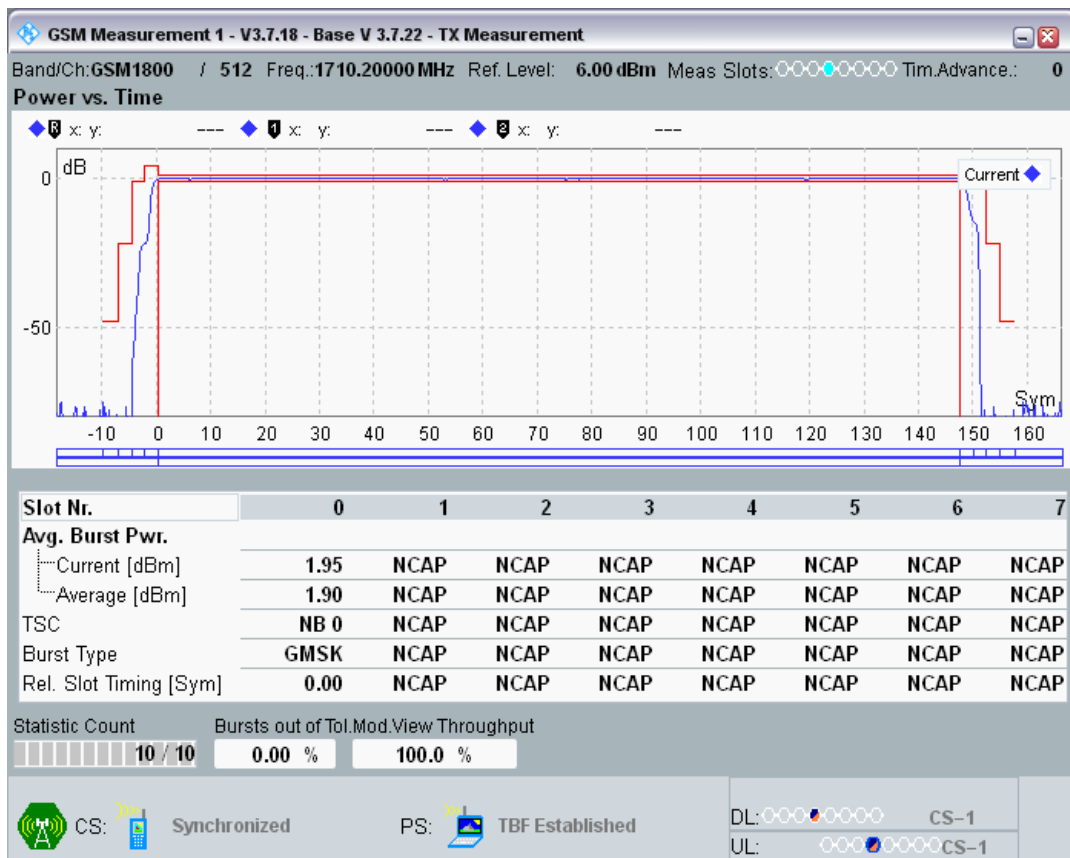 GSM Measurement 1 - V3.7.18 - Base V 3.7.22 - TX Measurement
Band/Ch:GSM1800 / 512 Freq.:1710.20000 MHz Ref. Level: 6.00 dBm Meas Slots: Tim.Advance.: 0
Power vs. Time
R x: y: --- 1 x: y: --- 2 x: y: ---
dB
0
Current
-50
Sym
-10 0 10 20 30 40 50 60 70 80 90 100 110 120 130 140 150 160
Slot Nr. 0 1 2 3 4 5 6 7
Avg. Burst Pwr.
Current [dBm] 1.95 NCAP NCAP NCAP NCAP NCAP NCAP NCAP
Average [dBm] 1.90 NCAP NCAP NCAP NCAP NCAP NCAP NCAP
TSC NB 0 NCAP NCAP NCAP NCAP NCAP NCAP NCAP
Burst Type GMSK NCAP NCAP NCAP NCAP NCAP NCAP NCAP
Rel. Slot Timing [Sym] 0.00 NCAP NCAP NCAP NCAP NCAP NCAP NCAP
Statistic Count Bursts out of Tol.Mod.View Throughput
10 / 10 0.00 % 100.0 %
CS: Synchronized PS: TBF Established
DL: CS-1
UL: CS-1